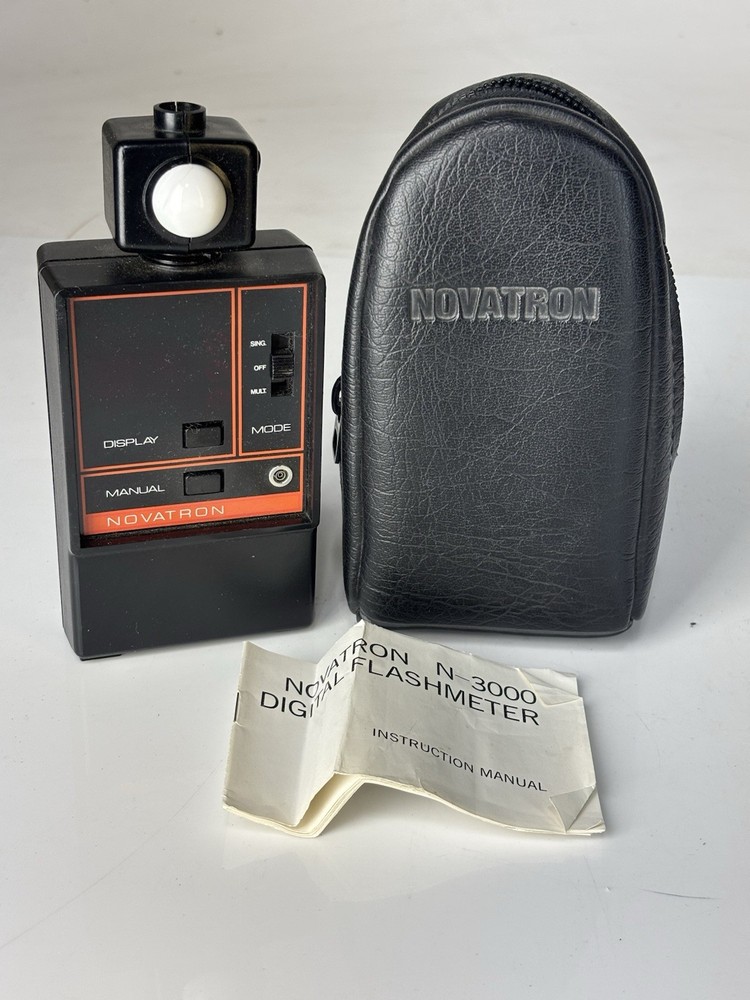 SING.
OFF
MULT.
MODE
DISPLAY
MANUAL
NOVATRON
NOVATRON
NOVATRON N-3000
DIGITAL FLASHMETER
INSTRUCTION MANUAL